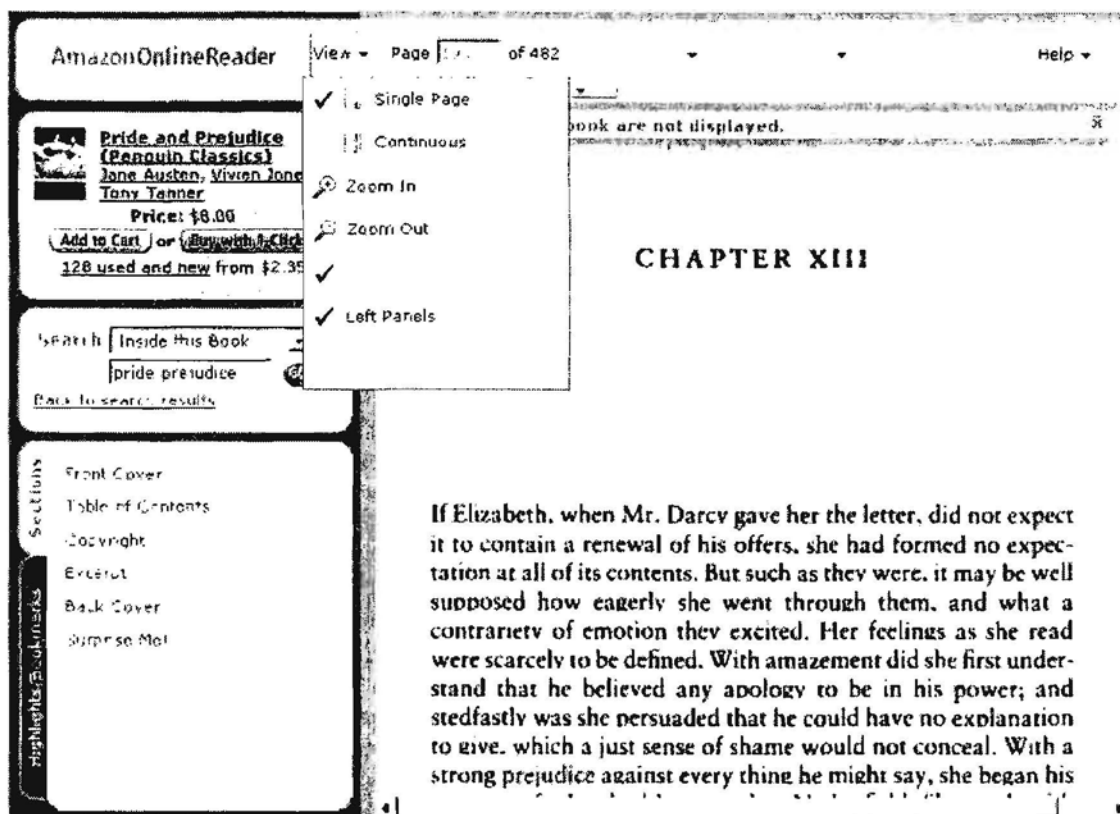 AmazonOnlineReader
View Page of 482 Help
Single Page
Continuous
Zoom In
Zoom Out
Left Panels
book are not displayed.
Pride and Prejudice
(Penguin Classics)
Jane Austen, Vivien
Tony Tanner
Price: $8.00
Add to Cart or Buy with 1-Click
128 used and new from $2.35
Search Inside this Book
pride prejudice
Back to search results
Sections
Front Cover
Table of Contents
Copyright
Excerpt
Back Cover
Surprise Me!
Highlights/Bookmarks
CHAPTER XIII
If Elizabeth, when Mr. Darcy gave her the letter, did not expect
it to contain a renewal of his offers, she had formed no expec-
tation at all of its contents. But such as they were, it may be well
supposed how eagerly she went through them, and what a
contrariety of emotion they excited. Her feelings as she read
were scarcely to be defined. With amazement did she first under-
stand that he believed any apology to be in his power; and
stedfastly was she persuaded that he could have no explanation
to give, which a just sense of shame would not conceal. With a
strong prejudice against every thing he might say, she began his